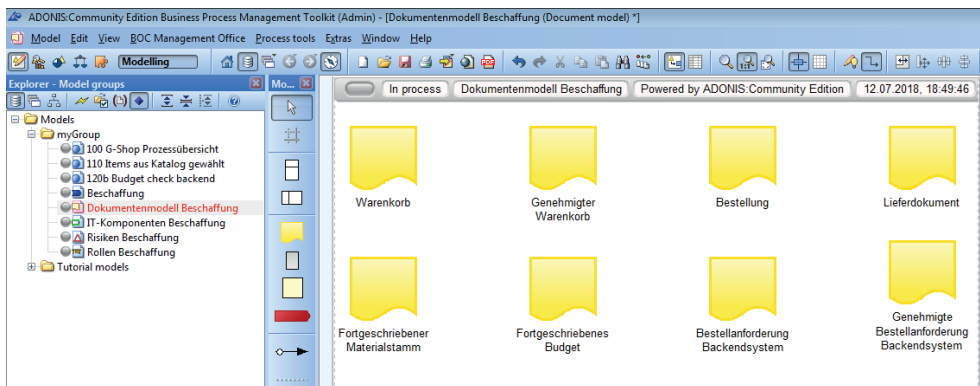 ADONIS:Community Edition Business Process Management Toolkit (Admin) - [Dokumentenmodell Beschaffung (Document model) *]
Model Edit View BOC Management Office Process tools Extras Window Help
Modelling
Explorer - Model groups
Mo...
In process Dokumentenmodell Beschaffung Powered by ADONIS:Community Edition 12.07.2018, 18:49:46
Models
myGroup
100 G-Shop Prozessübersicht
110 Items aus Katalog gewählt
120b Budget check backend
Beschaffung
Dokumentenmodell Beschaffung
IT-Komponenten Beschaffung
Risiken Beschaffung
Rollen Beschaffung
Tutorial models
Warenkorb
Genehmigter
Warenkorb
Bestellung
Lieferdokument
Fortgeschriebener
Materialstamm
Fortgeschriebenes
Budget
Bestellanforderung
Backendsystem
Genehmigte
Bestellanforderung
Backendsystem